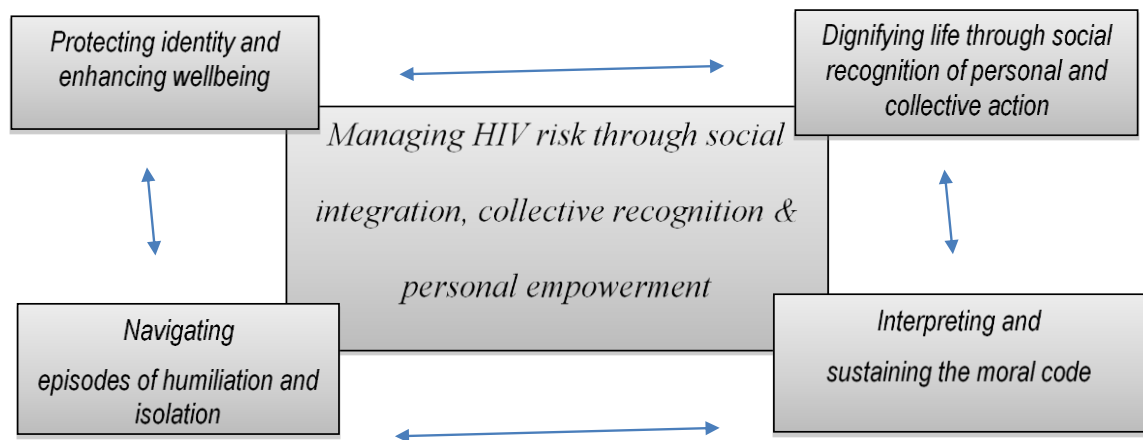 Protecting identity and
enhancing wellbeing
Dignifying life through social
recognition of personal and
collective action
Managing HIV risk through social
integration, collective recognition &
personal empowerment
Navigating
episodes of humiliation and
isolation
Interpreting and
sustaining the moral code